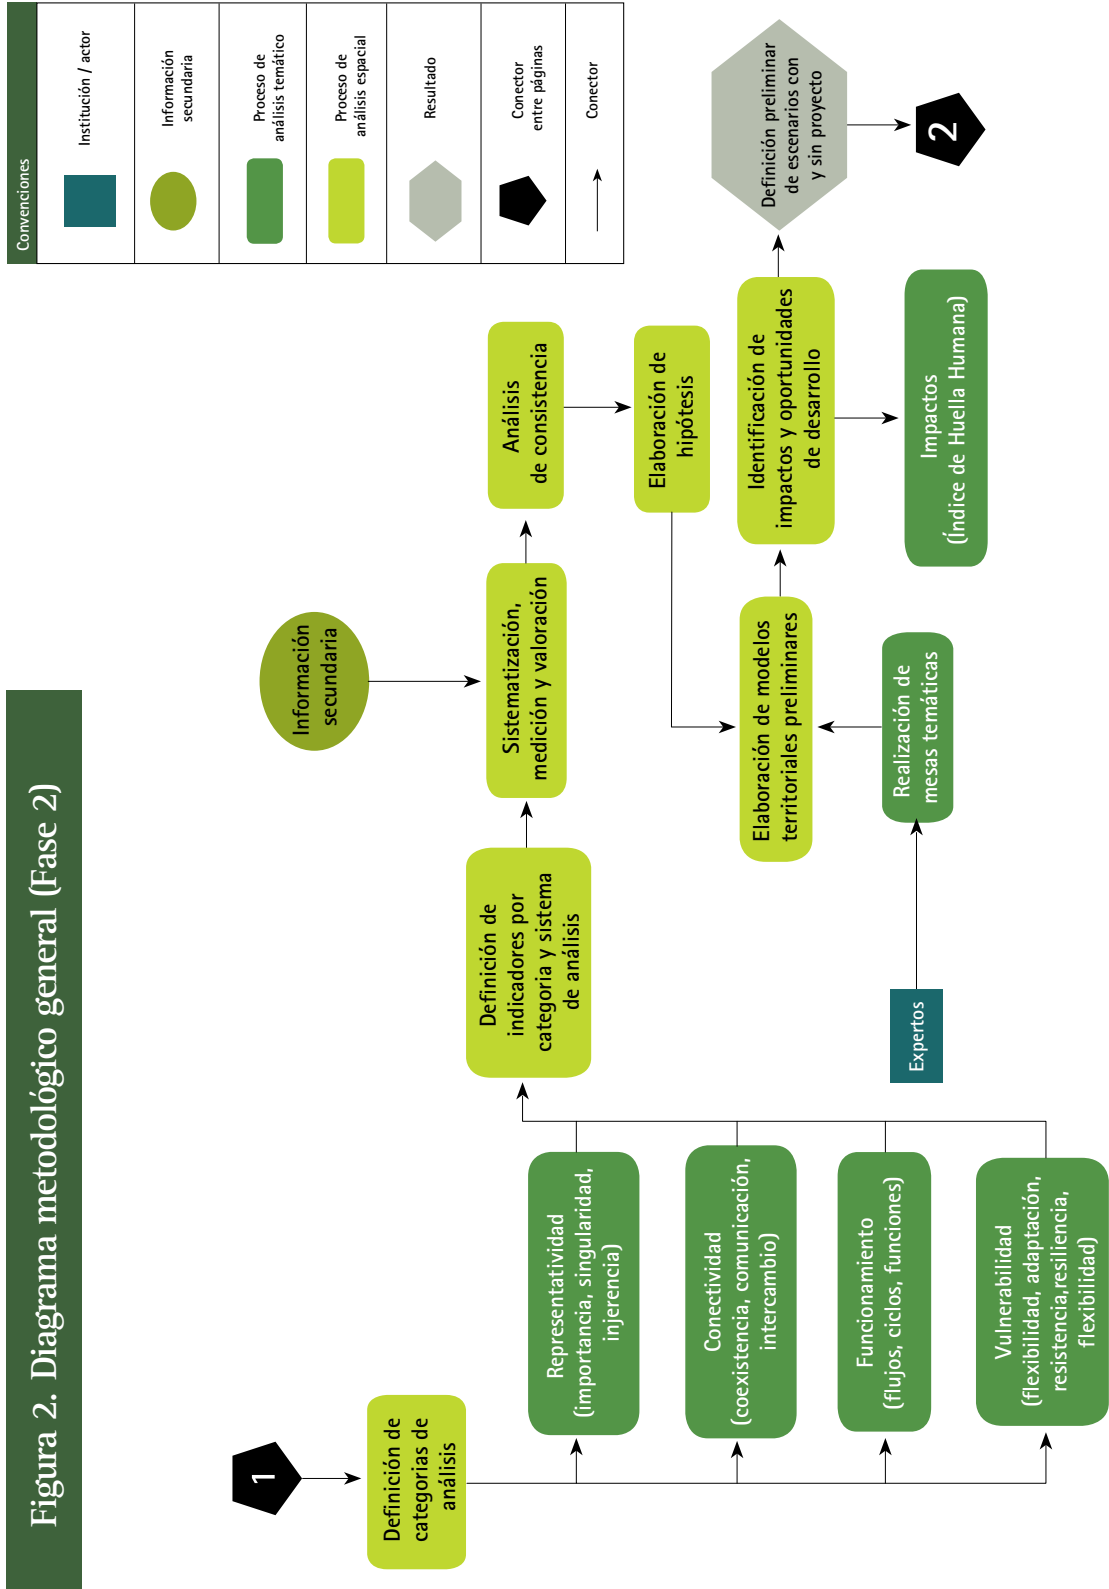 Figura 2. Diagrama metodológico general (Fase 2)
1
Definición de
categorias de
análisis
Representatividad
(importancia, singularidad,
injerencia)
Conectividad
(coexistencia, comunicación,
intercambio)
Funcionamiento
(flujos, ciclos, funciones)
Vulnerabilidad
(flexibilidad, adaptación,
resistencia,resiliencia,
flexibilidad)
Definición de
indicadores por
categoria y sistema
de análisis
Información
secundaria
Sistematización,
medición y valoración
Análisis
de consistencia
Elaboración de
hipótesis
Expertos
Realización de
mesas temáticas
Elaboración de modelos
territoriales preliminares
Identificación de
impactos y oportunidades
de desarrollo
Impactos
(Índice de Huella Humana)
Definición preliminar
de escenarios con
y sin proyecto
2
Convenciones
Institución / actor
Información
secundaria
Proceso de
análisis temático
Proceso de
análisis espacial
Resultado
Conector
entre páginas
Conector